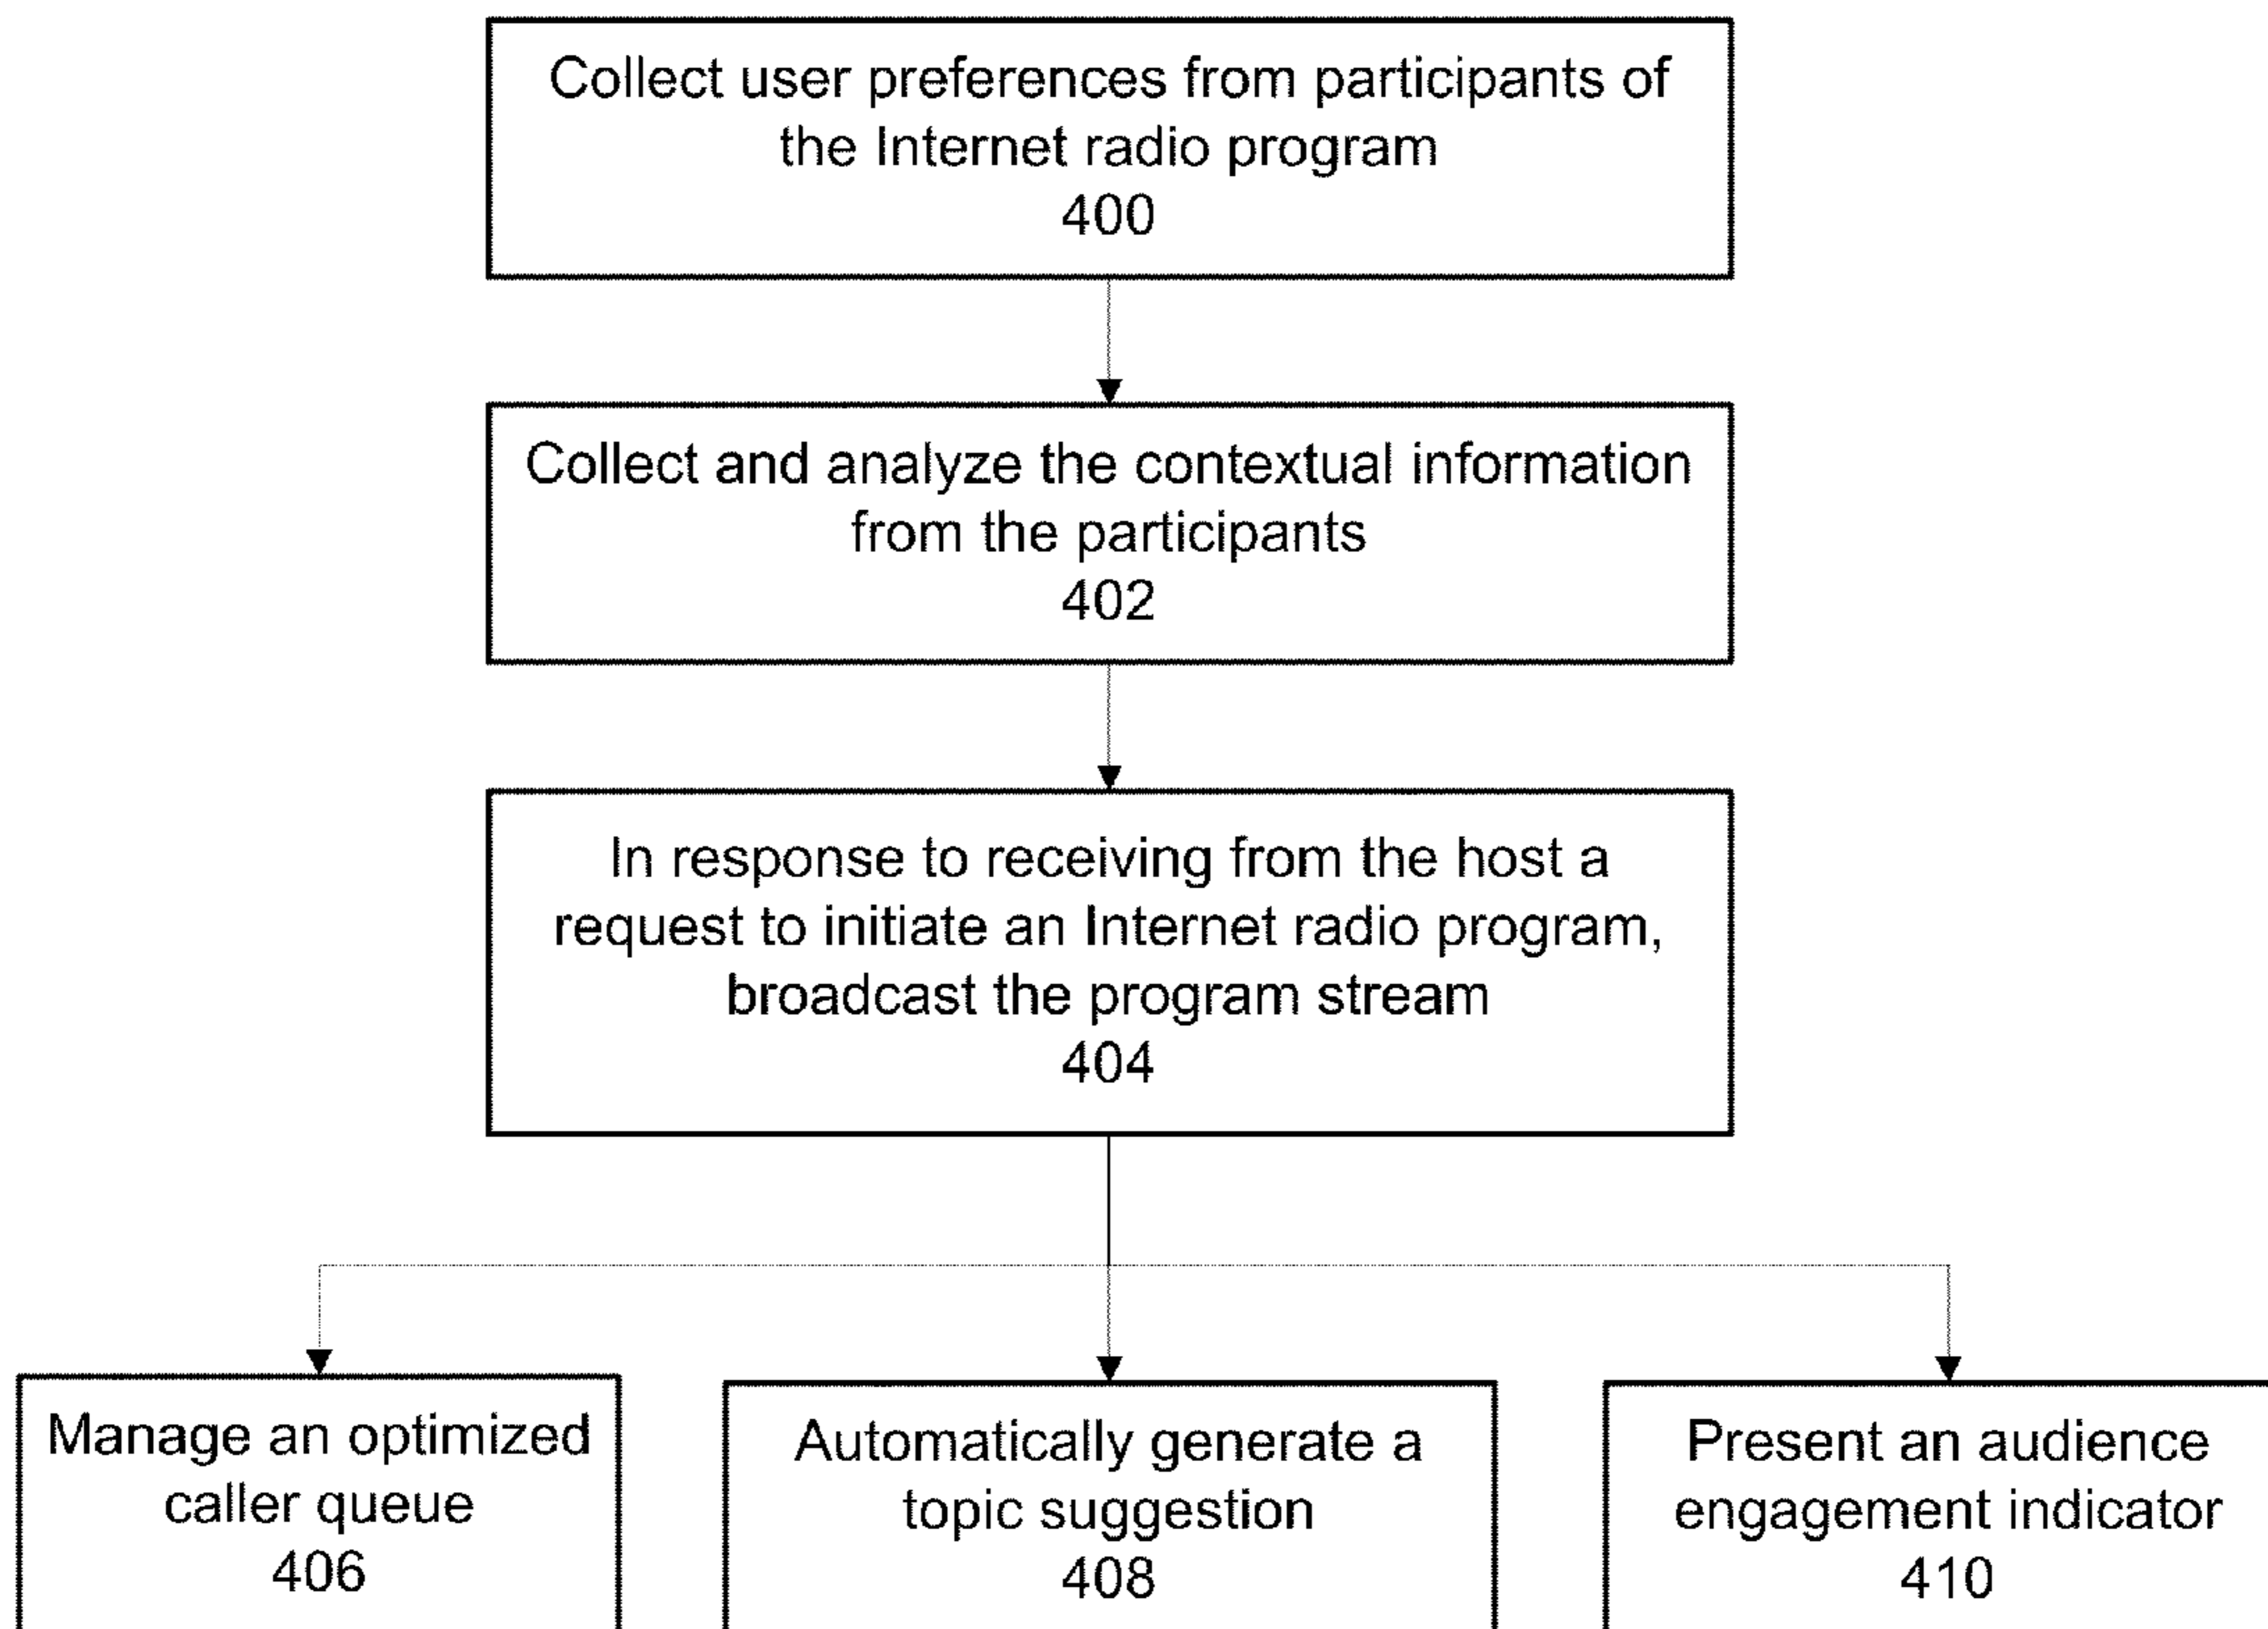 Collect user preferences from participants of
the Internet radio program
400
Collect and analyze the contextual information
from the participants
402
In response to receiving from the host a
request to initiate an Internet radio program,
broadcast the program stream
404
Manage an optimized
caller queue
406
Automatically generate a
topic suggestion
408
Present an audience
engagement indicator
410